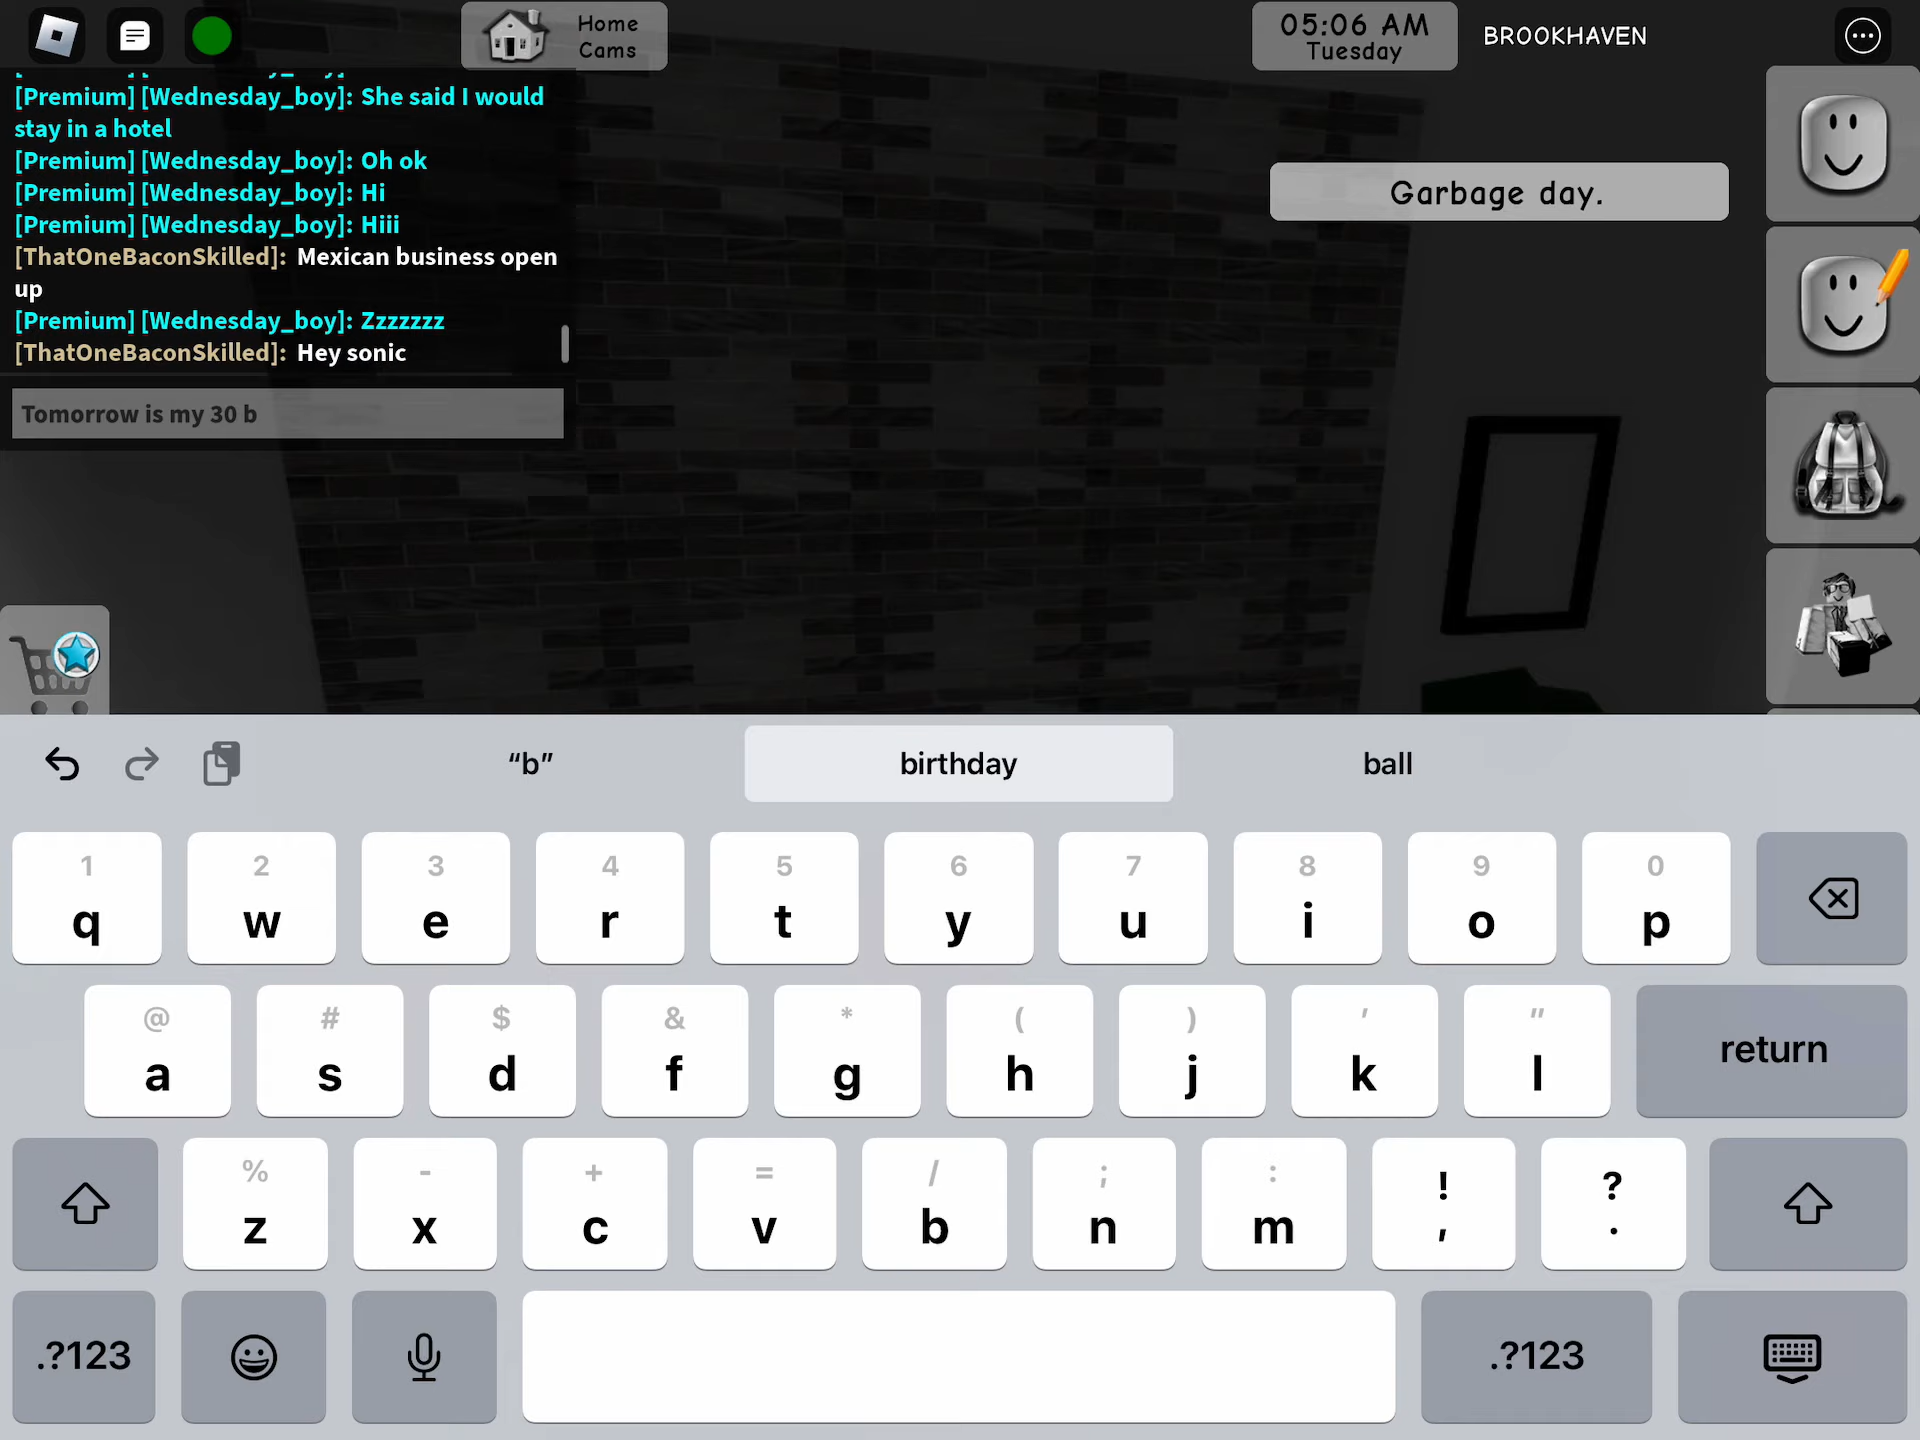 Home
Cams
05:06 AM
Tuesday
BROOKHAVEN
[Premium] [Wednesday_boy]: She said I would
stay in a hotel
[Premium] [Wednesday_boy]: Oh ok
[Premium] [Wednesday_boy]: Hi
[Premium] [Wednesday_boy]: Hiii
[ThatOneBaconSkilled]: Mexican business open
up
[Premium] [Wednesday_boy]: Zzzzzzz
[ThatOneBaconSkilled]: Hey sonic
Tomorrow is my 30 b
Garbage day.
“b” birthday ball
1 2 3 4 5 6 7 8 9 0
q w e r t y u i o p
@ # $ & * ( ) ' "
a s d f g h j k l return
% - + = / ; : ! ?
z x c v b n m , .
.?123 .?123